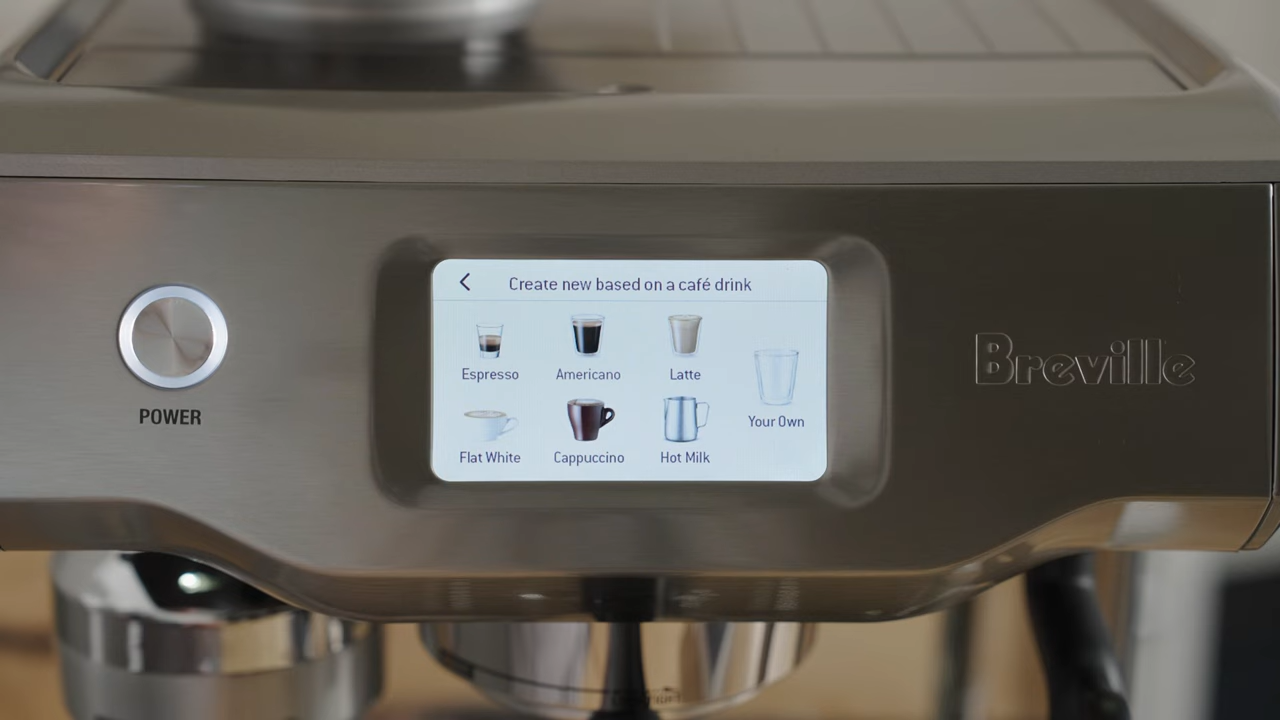 Create new based on a café drink
Espresso
Americano
Latte
Your Own
Flat White
Cappuccino
Hot Milk
POWER
Breville